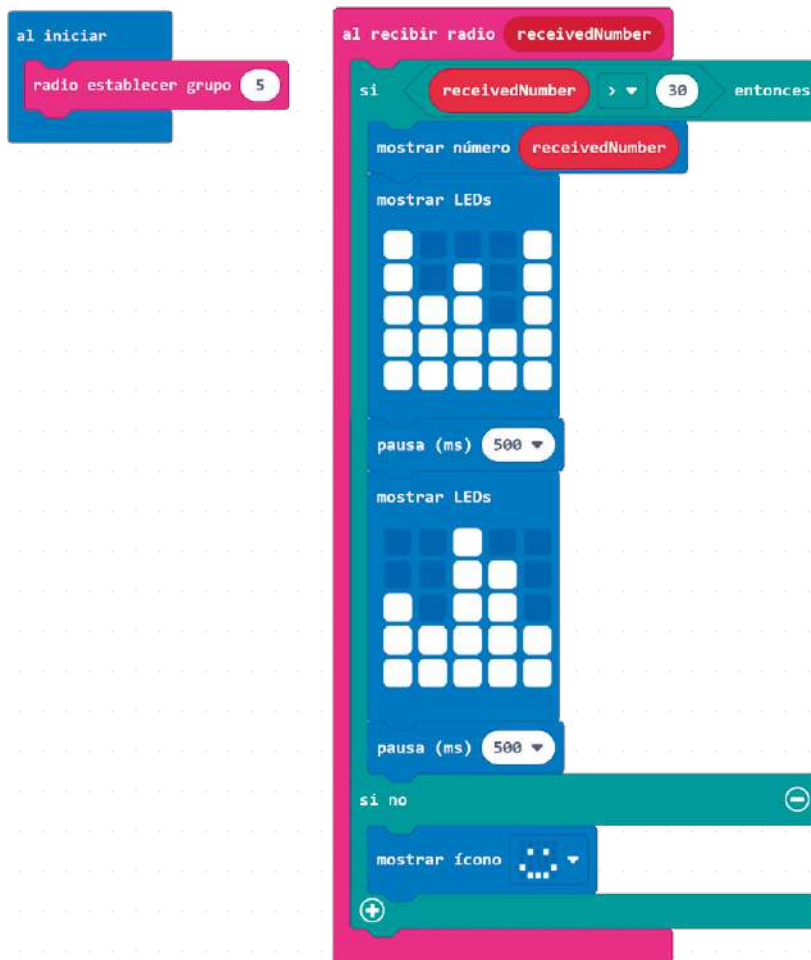 al iniciar
radio establecer grupo 5
al recibir radio receivedNumber
si receivedNumber > 30 entonces
mostrar número receivedNumber
mostrar LEDs
pausa (ms) 500
mostrar LEDs
pausa (ms) 500
si no
mostrar ícono